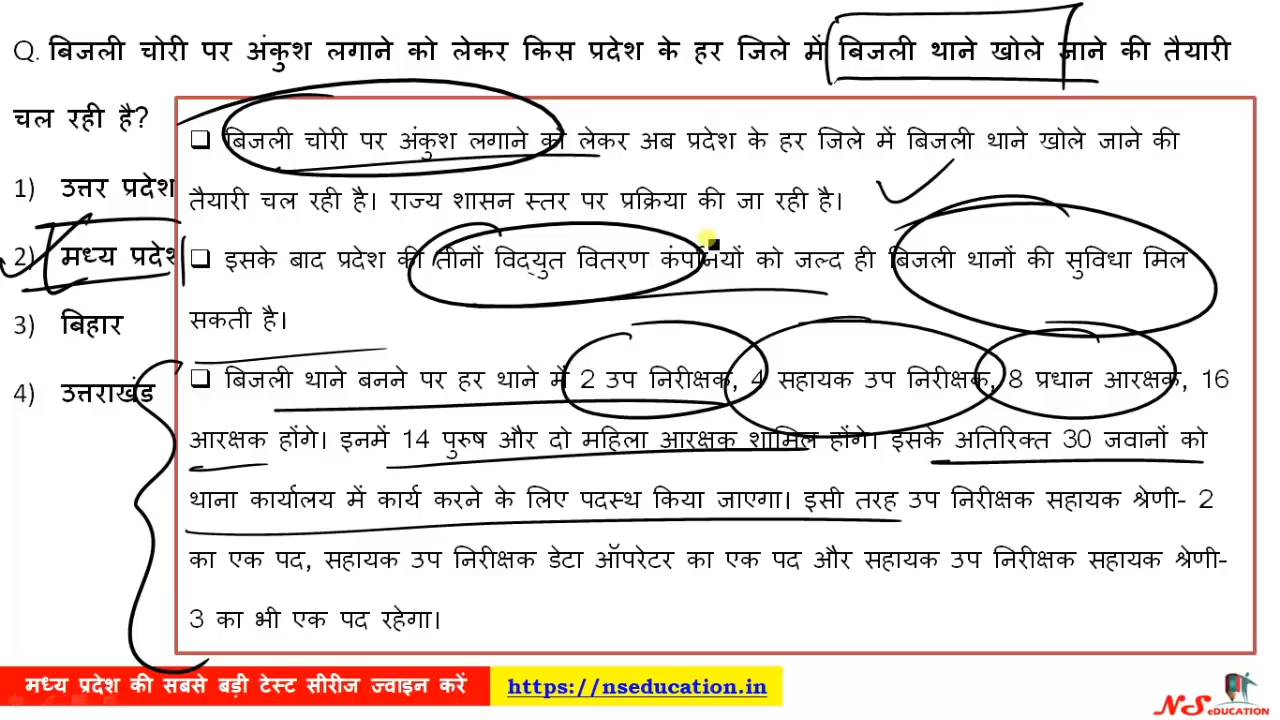 Q. बिजली चोरी पर अंकुश लगाने को लेकर किस प्रदेश के हर जिले में बिजली थाने खोले जाने की तैयारी
चल रही है?
1) उत्तर प्रदेश
2) मध्य प्रदेश
3) बिहार
4) उत्तराखंड
❑ बिजली चोरी पर अंकुश लगाने को लेकर अब प्रदेश के हर जिले में बिजली थाने खोले जाने की
तैयारी चल रही है। राज्य शासन स्तर पर प्रक्रिया की जा रही है।
❑ इसके बाद प्रदेश की तीनों विद्युत वितरण कंपनियों को जल्द ही बिजली थानों की सुविधा मिल
सकती है।
❑ बिजली थाने बनने पर हर थाने में 2 उप निरीक्षक, 4 सहायक उप निरीक्षक, 8 प्रधान आरक्षक, 16
आरक्षक होंगे। इनमें 14 पुरुष और दो महिला आरक्षक शामिल होंगे। इसके अतिरिक्त 30 जवानों को
थाना कार्यालय में कार्य करने के लिए पदस्थ किया जाएगा। इसी तरह उप निरीक्षक सहायक श्रेणी- 2
का एक पद, सहायक उप निरीक्षक डेटा ऑपरेटर का एक पद और सहायक उप निरीक्षक सहायक श्रेणी-
3 का भी एक पद रहेगा।
मध्य प्रदेश की सबसे बड़ी टेस्ट सीरीज ज्वाइन करें https://nseducation.in
NS EDUCATION